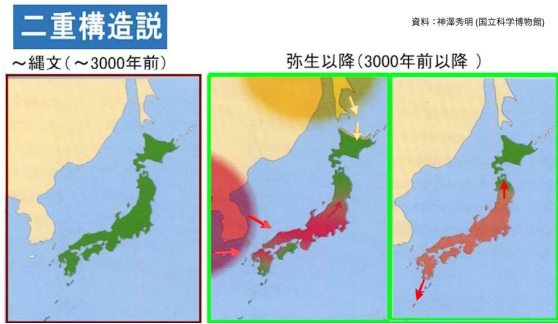 二重構造説
資料：神澤秀明 (国立科学博物館)
～縄文(～3000年前)
弥生以降(3000年前以降 )